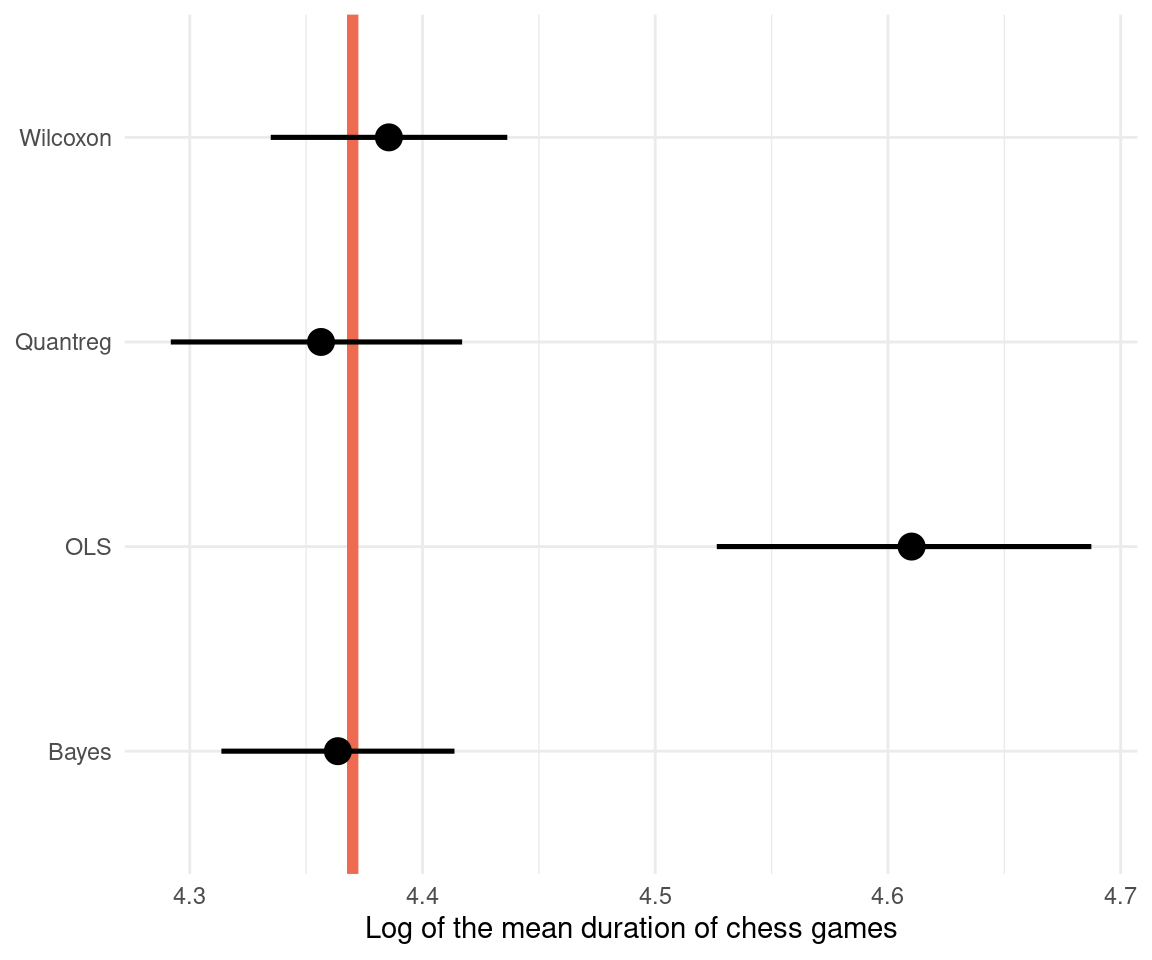 Wilcoxon
Quantreg
OLS
Bayes
4.3 4.4 4.5 4.6 4.7
Log of the mean duration of chess games